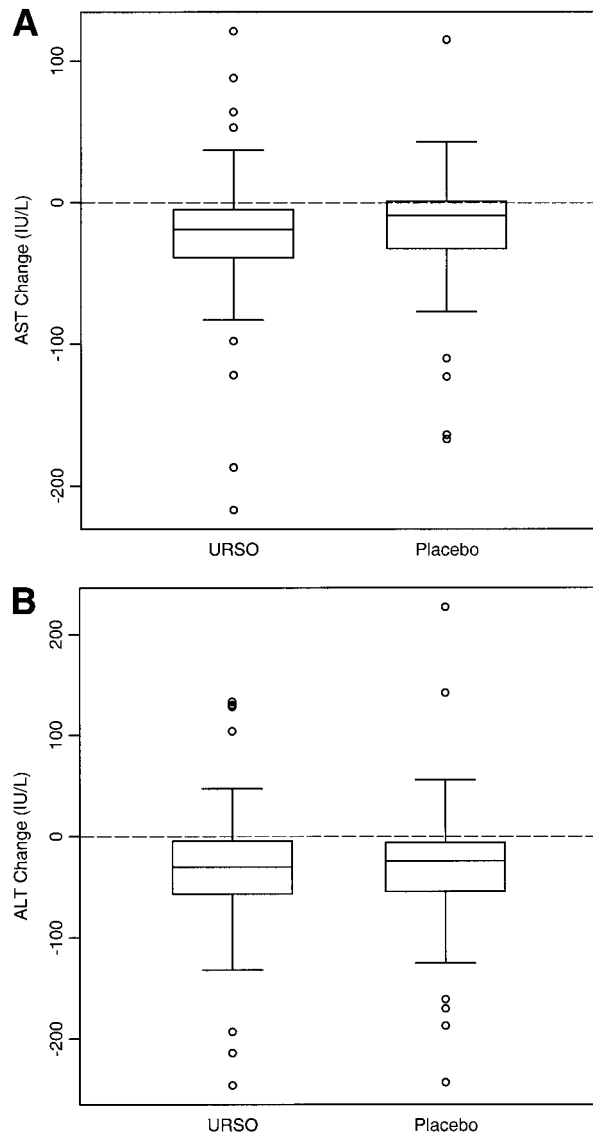 A
100
0
-100
-200
AST Change (IU/L)
URSO Placebo
B
200
100
0
-100
-200
ALT Change (IU/L)
URSO Placebo